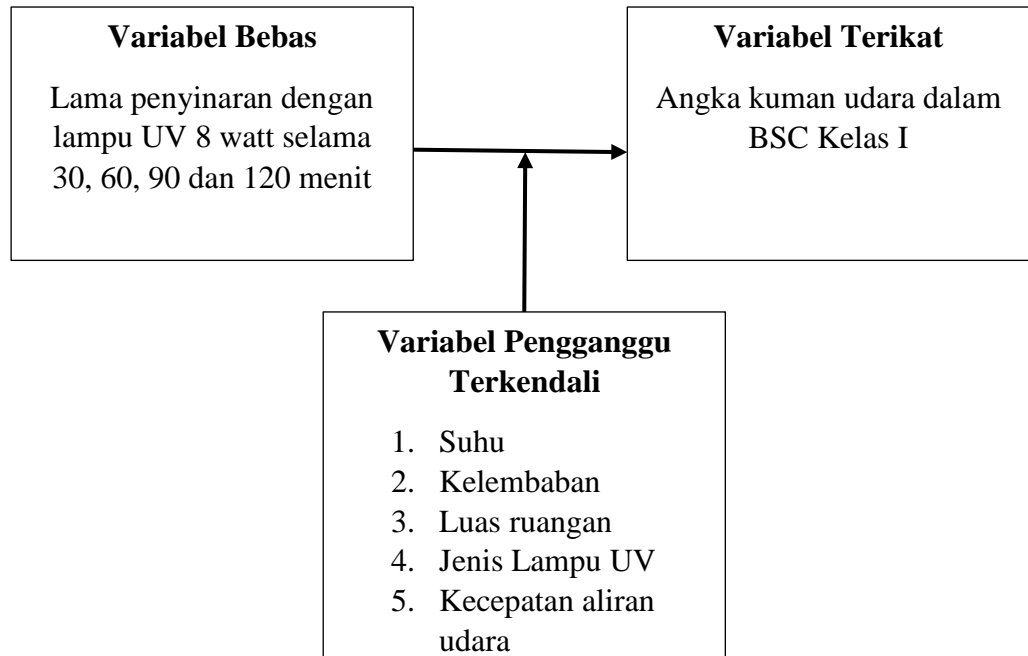 Variabel Bebas
Lama penyinaran dengan
lampu UV 8 watt selama
30, 60, 90 dan 120 menit
Variabel Terikat
Angka kuman udara dalam
BSC Kelas I
Variabel Pengganggu
Terkendali
1. Suhu
2. Kelembaban
3. Luas ruangan
4. Jenis Lampu UV
5. Kecepatan aliran
udara